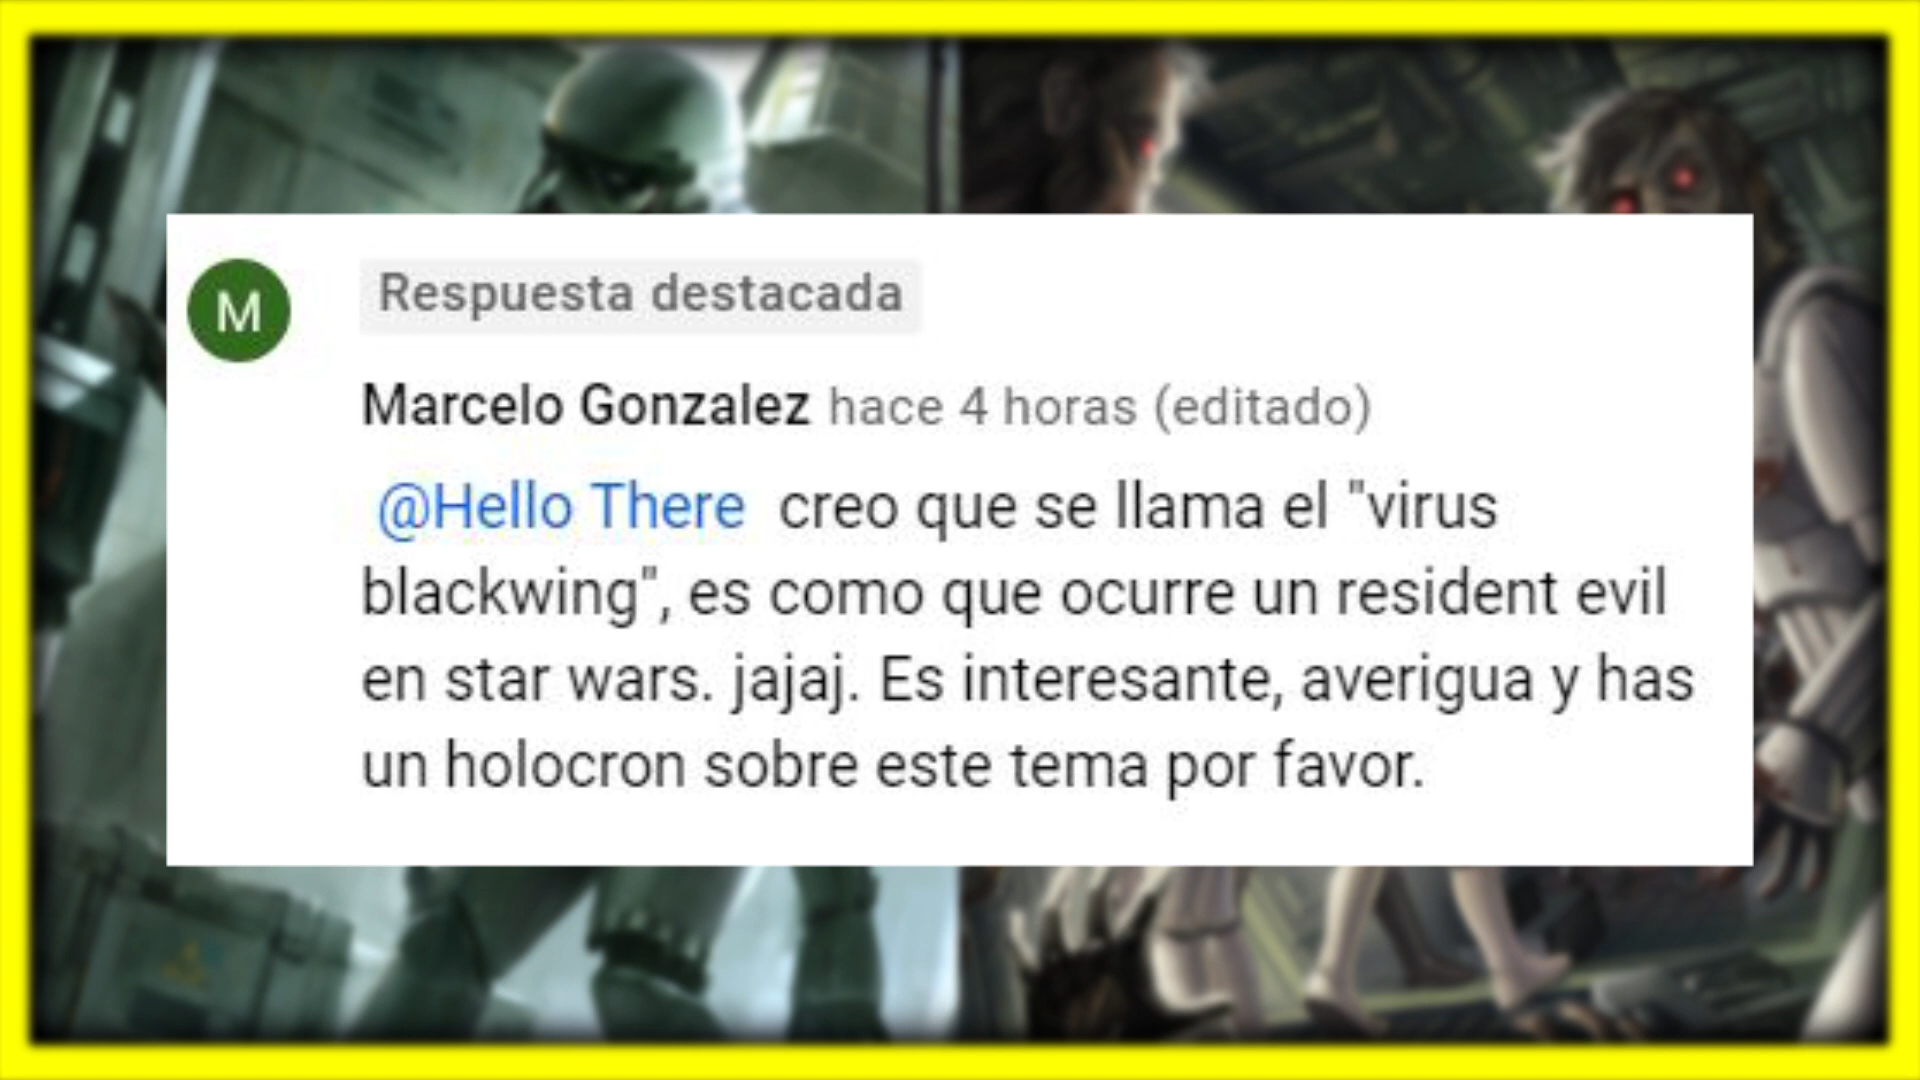 M
Respuesta destacada
Marcelo Gonzalez hace 4 horas (editado)
@Hello There creo que se llama el "virus
blackwing", es como que ocurre un resident evil
en star wars. jajaj. Es interesante, averigua y has
un holocron sobre este tema por favor.